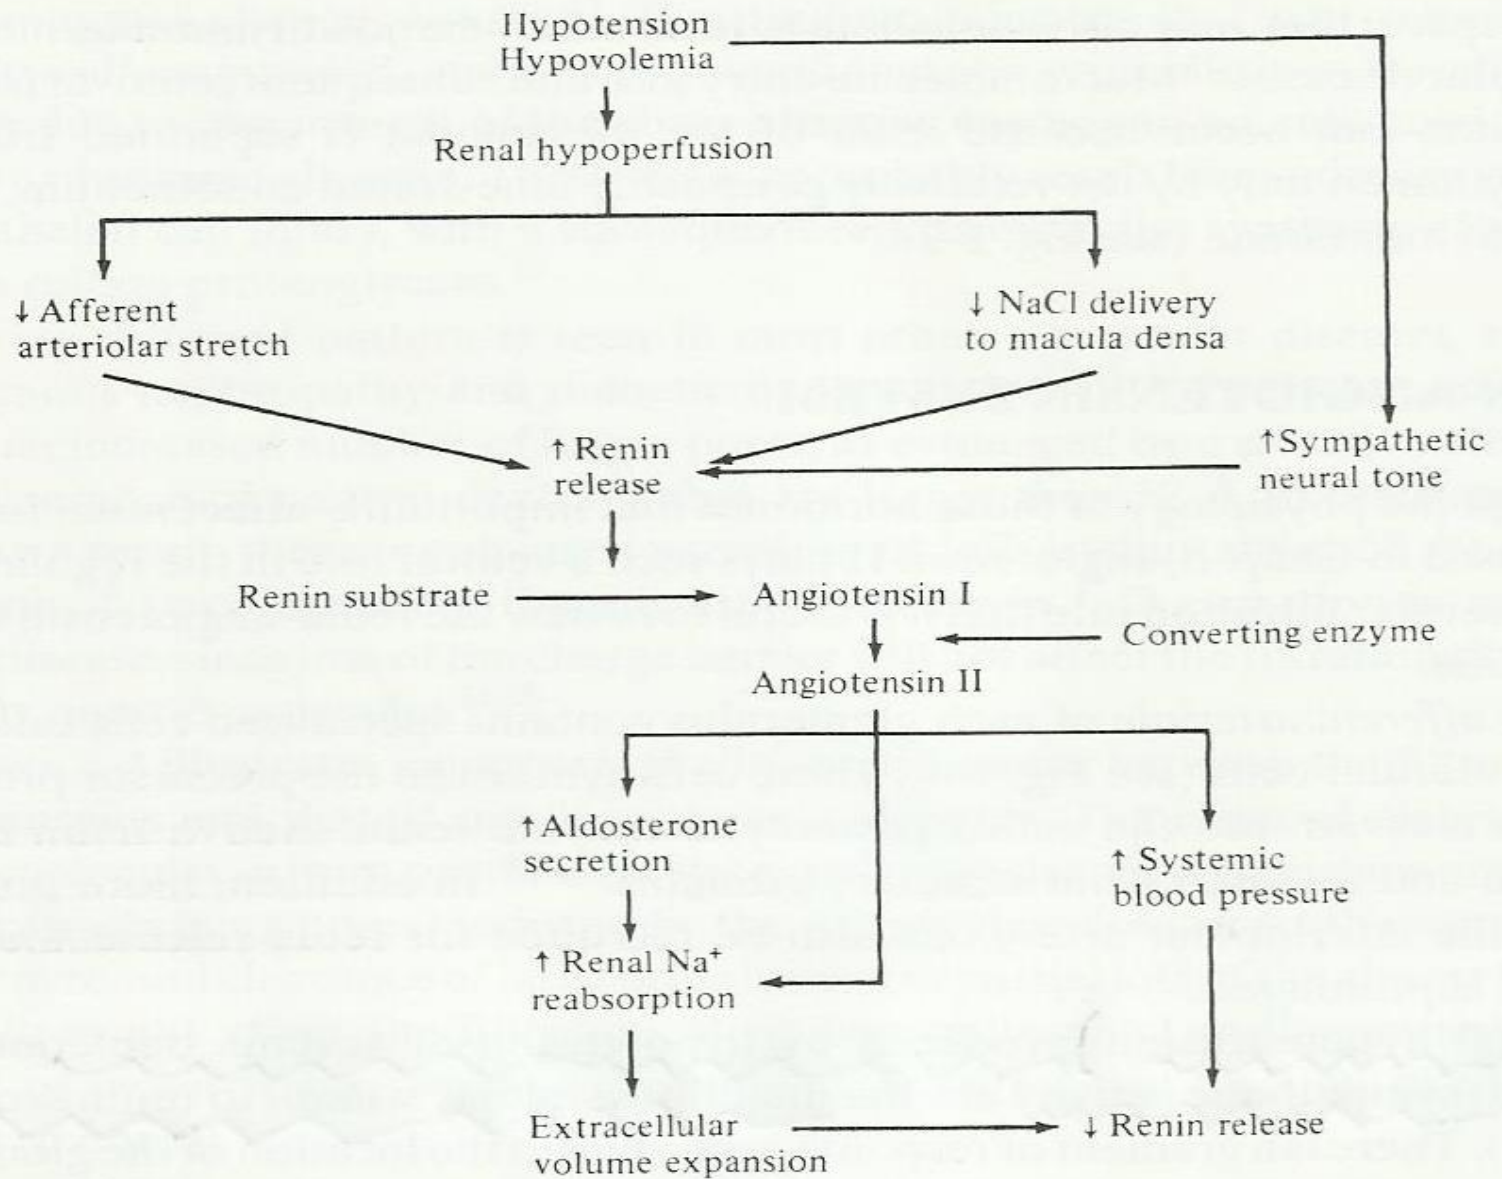 Hypotension
Hypovolemia
Renal hypoperfusion
↓ Afferent
arteriolar stretch
↓ NaCl delivery
to macula densa
↑ Renin
release
↑ Sympathetic
neural tone
Renin substrate
Angiotensin I
Converting enzyme
Angiotensin II
↑ Aldosterone
secretion
↑ Systemic
blood pressure
↑ Renal Na⁺
reabsorption
Extracellular
volume expansion
↓ Renin release